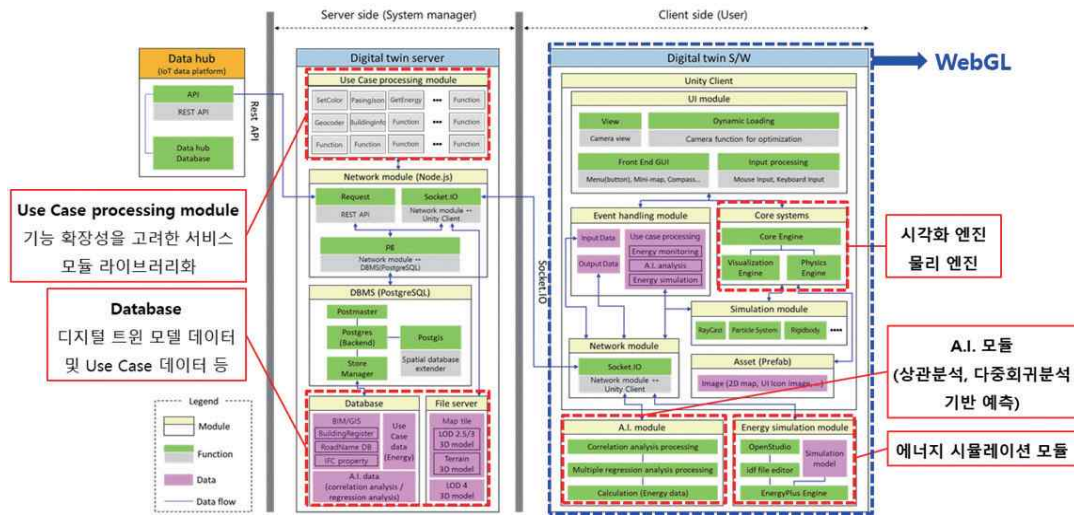 Server side (System manager)
Client side (User)
Data hub
(IoT data platform)
API
REST API
Data hub
Database
Rest API
Digital twin server
Use Case processing module
SetColor PasingJson GetEnergy ••• Function
Geocoder BuildingInfo Function ••• Function
Function Function Function ••• Function
Network module (Node.js)
Request
REST API
Socket.IO
Network module ↔
Unity Client
PE
Network module ↔
DBMS(PostgreSQL)
DBMS (PostgreSQL)
Postmaster
Postgres
(Backend)
Store
Manager
Postgis
Spatial database
extender
Database
BIM/GIS
BuildingRegister
RoadName DB
IFC property
Use
Case
data
(Energy)
A.I. data
(correlation analysis /
regression analysis)
File server
Map tile
LOD 2.5/3
3D model
Terrain
3D model
LOD 4
3D model
Socket.IO
Digital twin S/W
WebGL
Unity Client
UI module
View
Camera view
Dynamic Loading
Camera function for optimization
Front End GUI
Menu(button), Mini-map, Compass...
Input processing
Mouse Input, Keyboard Input
Event handling module
Input Data
Output Data
Use case processing
Energy monitoring
A.I. analysis
Energy simulation
Core systems
Core Engine
Visualization
Engine
Physics
Engine
Simulation module
RayCast Particle System Rigidbody ••••
Network module
Socket.IO
Network module ↔
Unity Client
Asset (Prefab)
Image (2D map, UI Icon image, ...)
A.I. module
Correlation analysis processing
Multiple regression analysis processing
Calculation (Energy data)
Energy simulation module
OpenStudio
idf file editor
EnergyPlus Engine
Simulation
model
Use Case processing module
기능 확장성을 고려한 서비스
모듈 라이브러리화
Database
디지털 트윈 모델 데이터
및 Use Case 데이터 등
Legend
Module
Function
Data
Data flow
시각화 엔진
물리 엔진
A.I. 모듈
(상관분석, 다중회귀분석
기반 예측)
에너지 시뮬레이션 모듈